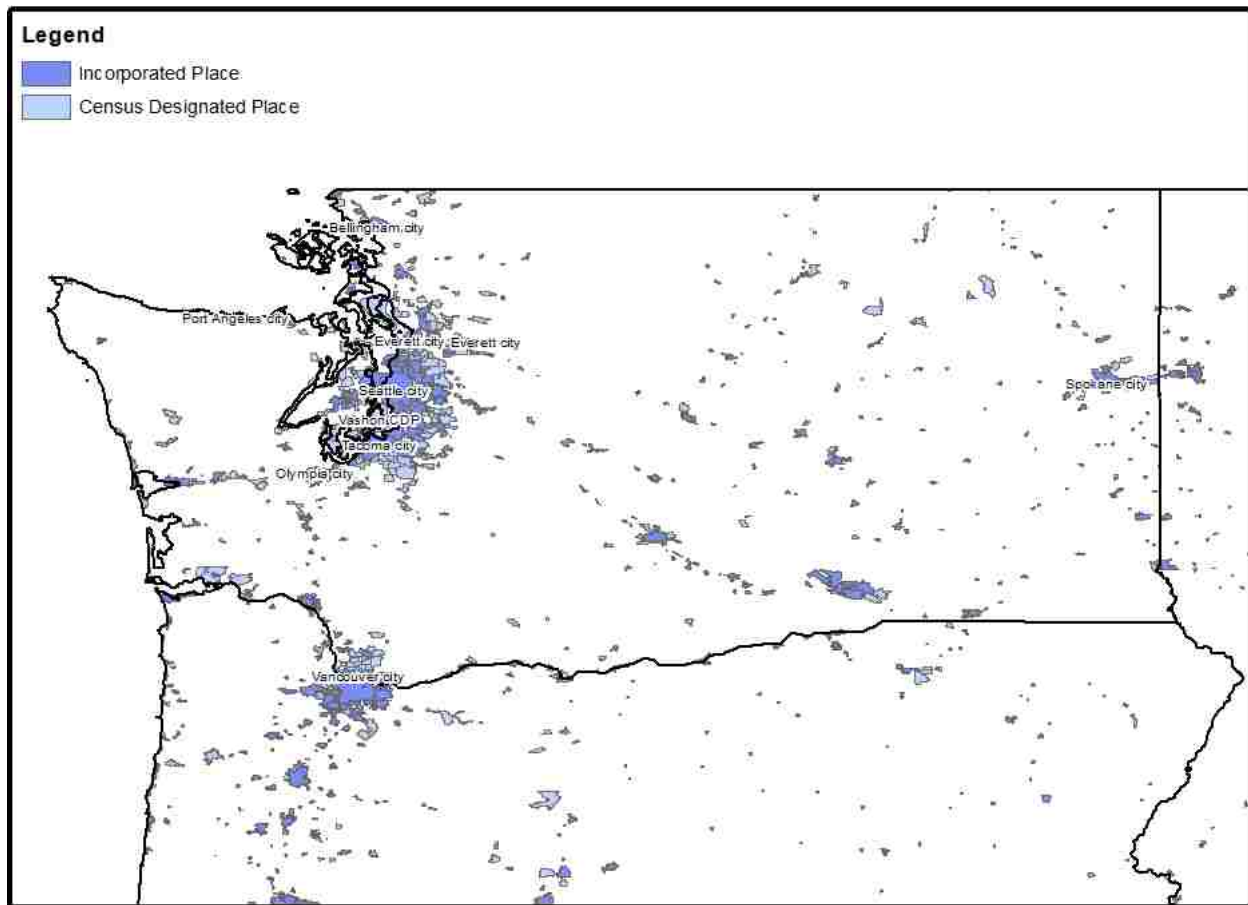 Legend
Incorporated Place
Census Designated Place
Bellingham city
Port Angeles city
Everett city Everett city
Seattle city
Spokane city
Vashon CDP
Tacoma city
Olympia city
Vancouver city